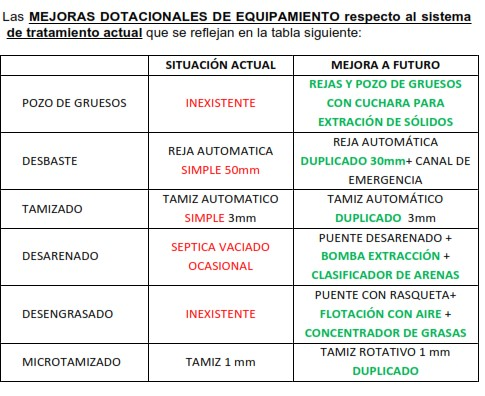 Las MEJORAS DOTACIONALES DE EQUIPAMIENTO respecto al sistema
de tratamiento actual que se reflejan en la tabla siguiente:
SITUACIÓN ACTUAL
MEJORA A FUTURO
POZO DE GRUESOS
INEXISTENTE
REJAS Y POZO DE GRUESOS
CON CUCHARA PARA
EXTRACIÓN DE SÓLIDOS
DESBASTE
REJA AUTOMATICA
SIMPLE 50mm
REJA AUTOMÁTICA
DUPLICADO 30mm+ CANAL DE
EMERGENCIA
TAMIZADO
TAMIZ AUTOMATICO
SIMPLE 3mm
TAMIZ AUTOMÁTICO
DUPLICADO 3mm
DESARENADO
SEPTICA VACIADO
OCASIONAL
PUENTE DESARENADO +
BOMBA EXTRACCIÓN +
CLASIFICADOR DE ARENAS
DESENGRASADO
INEXISTENTE
PUENTE CON RASQUETA+
FLOTACIÓN CON AIRE +
CONCENTRADOR DE GRASAS
MICROTAMIZADO
TAMIZ 1 mm
TAMIZ ROTATIVO 1 mm
DUPLICADO